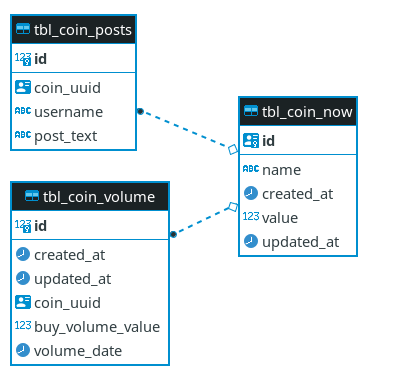 tbl_coin_posts
123 id
coin_uuid
ABC username
ABC post_text
tbl_coin_now
id
ABC name
created_at
123 value
updated_at
tbl_coin_volume
123 id
created_at
updated_at
coin_uuid
123 buy_volume_value
volume_date